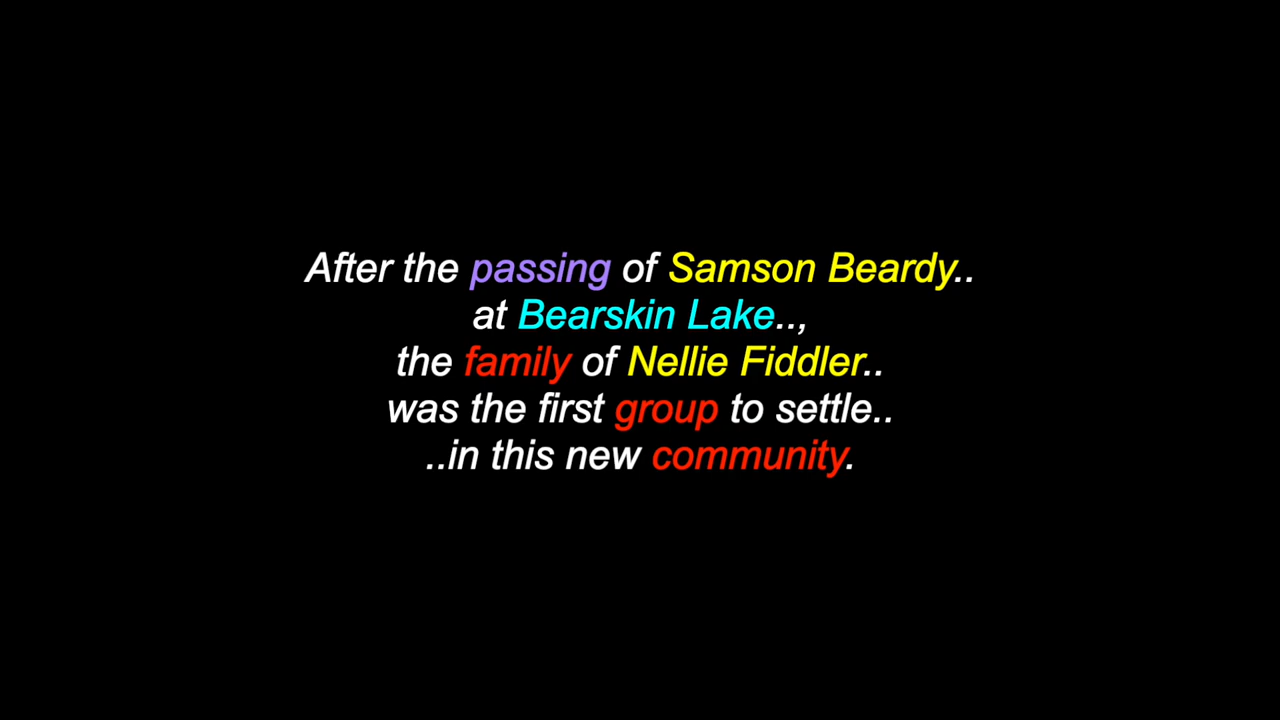 After the passing of Samson Beardy..
at Bearskin Lake..,
the family of Nellie Fiddler..
was the first group to settle..
..in this new community.